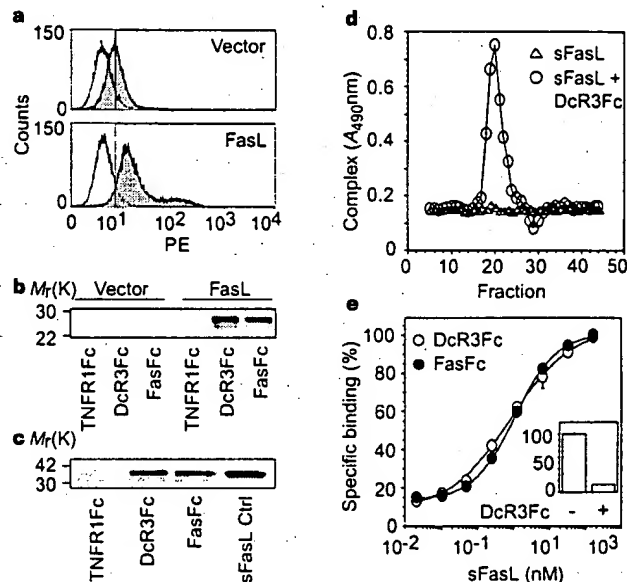 a
150
Vector
0
150
FasL
0
Counts
0 10¹ 10² 10³ 10⁴
PE
b Mr(K) Vector FasL
30
22
TNFR1Fc DcR3Fc FasFc TNFR1Fc DcR3Fc FasFc
c Mr(K)
42
30
TNFR1Fc DcR3Fc FasFc sFasL Ctrl
d
0.8
0.6
0.4
0.2
0
Complex (A490nm)
sFasL
sFasL +
DcR3Fc
0 10 20 30 40 50
Fraction
e
100
80
60
40
20
0
Specific binding (%)
DcR3Fc
FasFc
100
50
0
DcR3Fc - +
10⁻² 10⁻¹ 10⁰ 10¹ 10² 10³
sFasL (nM)